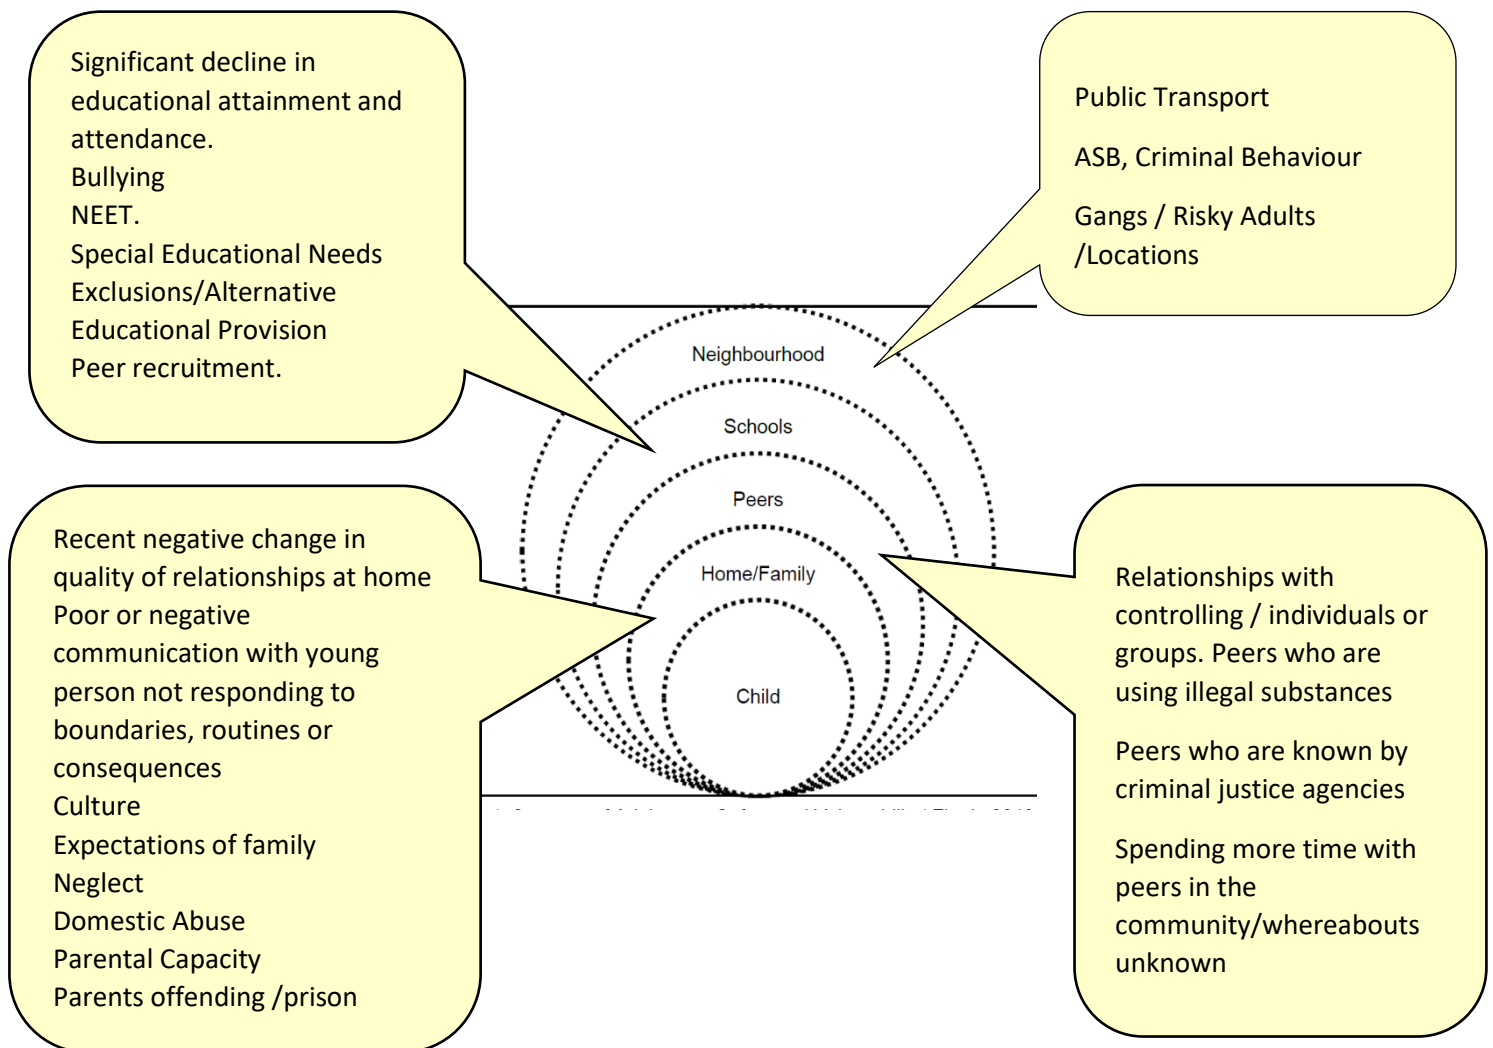 Significant decline in
educational attainment and
attendance.
Bullying
NEET.
Special Educational Needs
Exclusions/Alternative
Educational Provision
Peer recruitment.
Public Transport
ASB, Criminal Behaviour
Gangs / Risky Adults
/Locations
Neighbourhood
Schools
Peers
Home/Family
Child
Recent negative change in
quality of relationships at home
Poor or negative
communication with young
person not responding to
boundaries, routines or
consequences
Culture
Expectations of family
Neglect
Domestic Abuse
Parental Capacity
Parents offending /prison
Relationships with
controlling / individuals or
groups. Peers who are
using illegal substances
Peers who are known by
criminal justice agencies
Spending more time with
peers in the
community/whereabouts
unknown